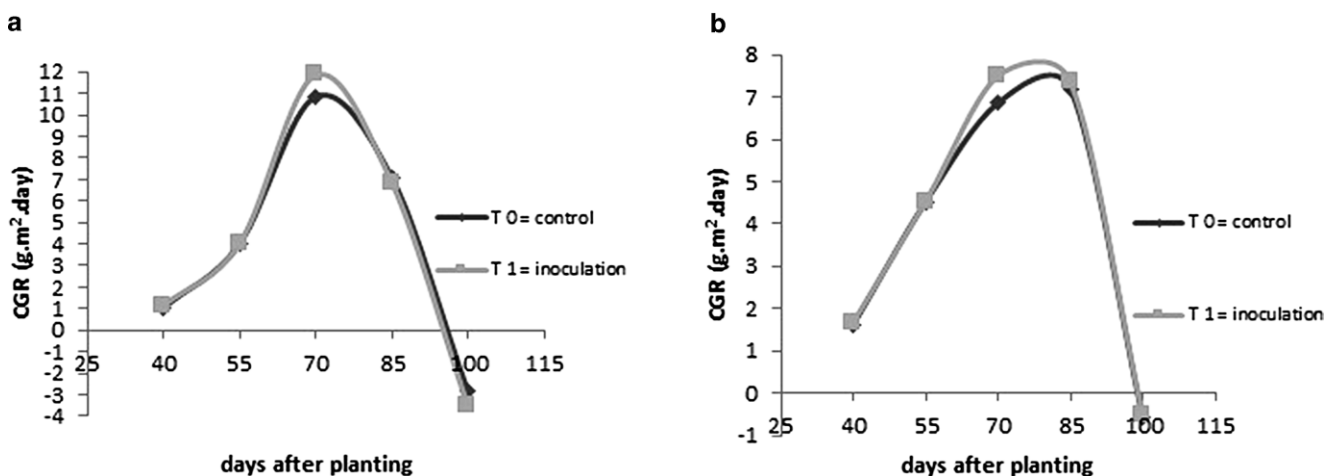 a
CGR (g.m².day)
12
11
10
9
8
7
6
5
4
3
2
1
0
-1
-2
-3
-4
25 40 55 70 85 100 115
T 0= control
T 1= inoculation
days after planting
b
CGR (g.m².day)
8
7
6
5
4
3
2
1
0
-1
25 40 55 70 85 100 115
T 0= control
T 1= inoculation
days after planting